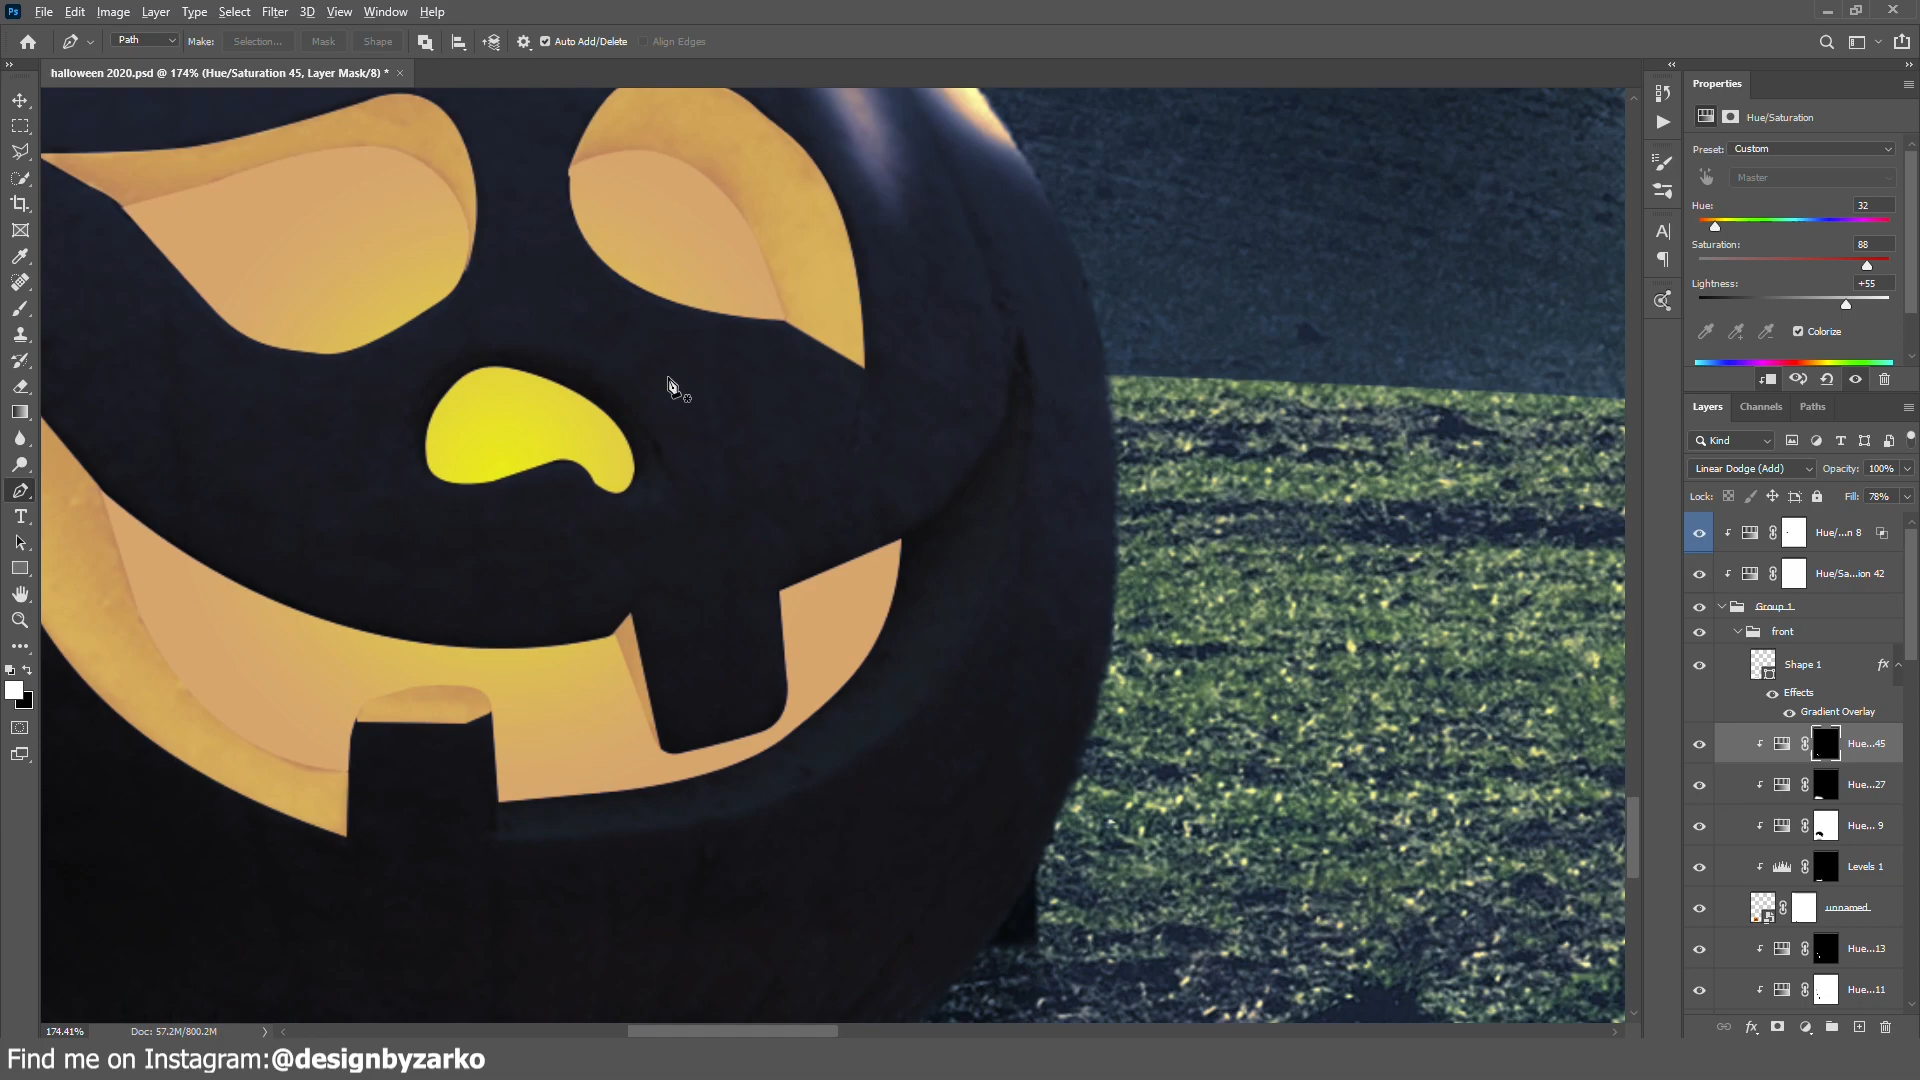 Ps File Edit Image Layer Type Select Filter 3D View Window Help
Path Make: Selection... Mask Shape Auto Add/Delete Align Edges
halloween 2020.psd @ 174% (Hue/Saturation 45, Layer Mask/8) * ×
Properties
Hue/Saturation
Preset: Custom
Master
Hue: 32
Saturation: 88
Lightness: +55
Colorize
Layers Channels Paths
Kind
Linear Dodge (Add) Opacity: 100%
Lock: Fill: 78%
Hue/...n 8
Hue/Sa...ion 42
Group 1
front
Shape 1 fx
Effects
Gradient Overlay
Hue...45
Hue...27
Hue... 9
Levels 1
unnamed
Hue...13
Hue...11
174.41% Doc: 57.2M/800.2M
Find me on Instagram:@designbyzarko